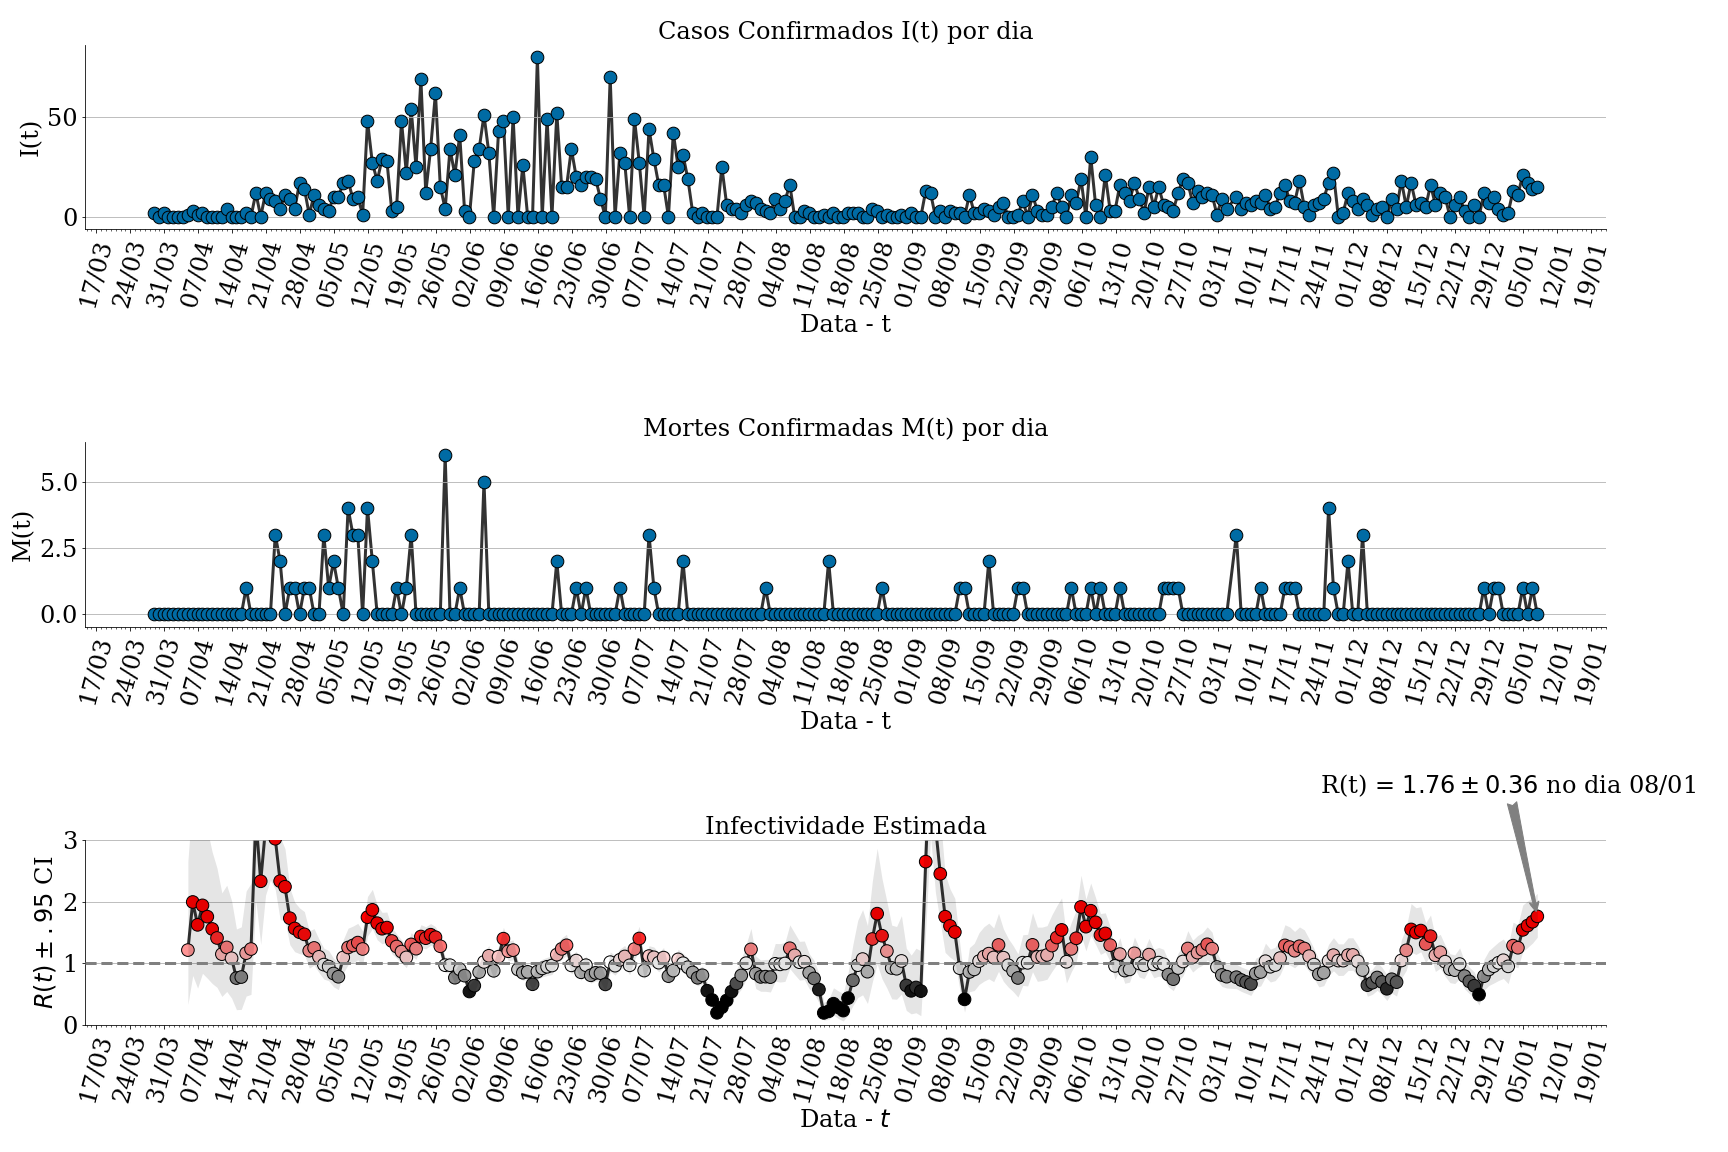 Casos Confirmados I(t) por dia
I(t)
50
0
17/03 24/03 31/03 07/04 14/04 21/04 28/04 05/05 12/05 19/05 26/05 02/06 09/06 16/06 23/06 30/06 07/07 14/07 21/07 28/07 04/08 11/08 18/08 25/08 01/09 08/09 15/09 22/09 29/09 06/10 13/10 20/10 27/10 03/11 10/11 17/11 24/11 01/12 08/12 15/12 22/12 29/12 05/01 12/01 19/01
Data - t
Mortes Confirmadas M(t) por dia
M(t)
5.0
2.5
0.0
17/03 24/03 31/03 07/04 14/04 21/04 28/04 05/05 12/05 19/05 26/05 02/06 09/06 16/06 23/06 30/06 07/07 14/07 21/07 28/07 04/08 11/08 18/08 25/08 01/09 08/09 15/09 22/09 29/09 06/10 13/10 20/10 27/10 03/11 10/11 17/11 24/11 01/12 08/12 15/12 22/12 29/12 05/01 12/01 19/01
Data - t
R(t) = 1.76 ± 0.36 no dia 08/01
Infectividade Estimada
R(t) ± .95 CI
3
2
1
0
17/03 24/03 31/03 07/04 14/04 21/04 28/04 05/05 12/05 19/05 26/05 02/06 09/06 16/06 23/06 30/06 07/07 14/07 21/07 28/07 04/08 11/08 18/08 25/08 01/09 08/09 15/09 22/09 29/09 06/10 13/10 20/10 27/10 03/11 10/11 17/11 24/11 01/12 08/12 15/12 22/12 29/12 05/01 12/01 19/01
Data - t